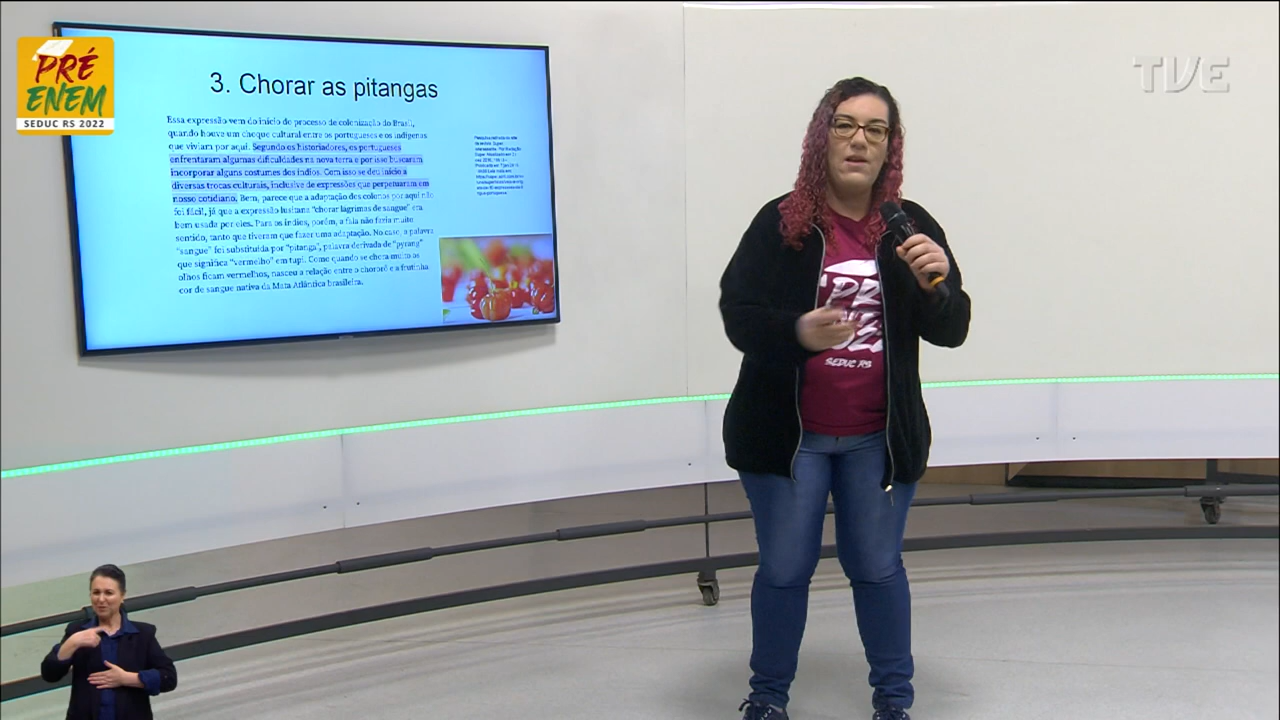 PRÉ
ENEM
SEDUC RS 2022
TVE
3. Chorar as pitangas
Essa expressão vem do início do processo de colonização do Brasil,
quando houve um choque cultural entre os portugueses e os indígenas
que viviam por aqui. Segundo os historiadores, os portugueses
enfrentaram algumas dificuldades na nova terra e por isso buscaram
incorporar alguns costumes dos índios. Com isso se deu início a
diversas trocas culturais, inclusive de expressões que perpetuaram em
nosso cotidiano. Bem, parece que a adaptação dos colonos por aqui não
foi fácil, já que a expressão lusitana "chorar lágrimas de sangue" era
bem usada por eles. Para os índios, porém, a fala não fazia muito
sentido, tanto que tiveram que fazer uma adaptação. No caso, a palavra
"sangue" foi substituída por "pitanga", palavra derivada de "pyrang"
que significa "vermelho" em tupi. Como quando se chora muito os
olhos ficam vermelhos, nasceu a relação entre o chororô e a frutinha
cor de sangue nativa da Mata Atlântica brasileira.
SEDUC RS